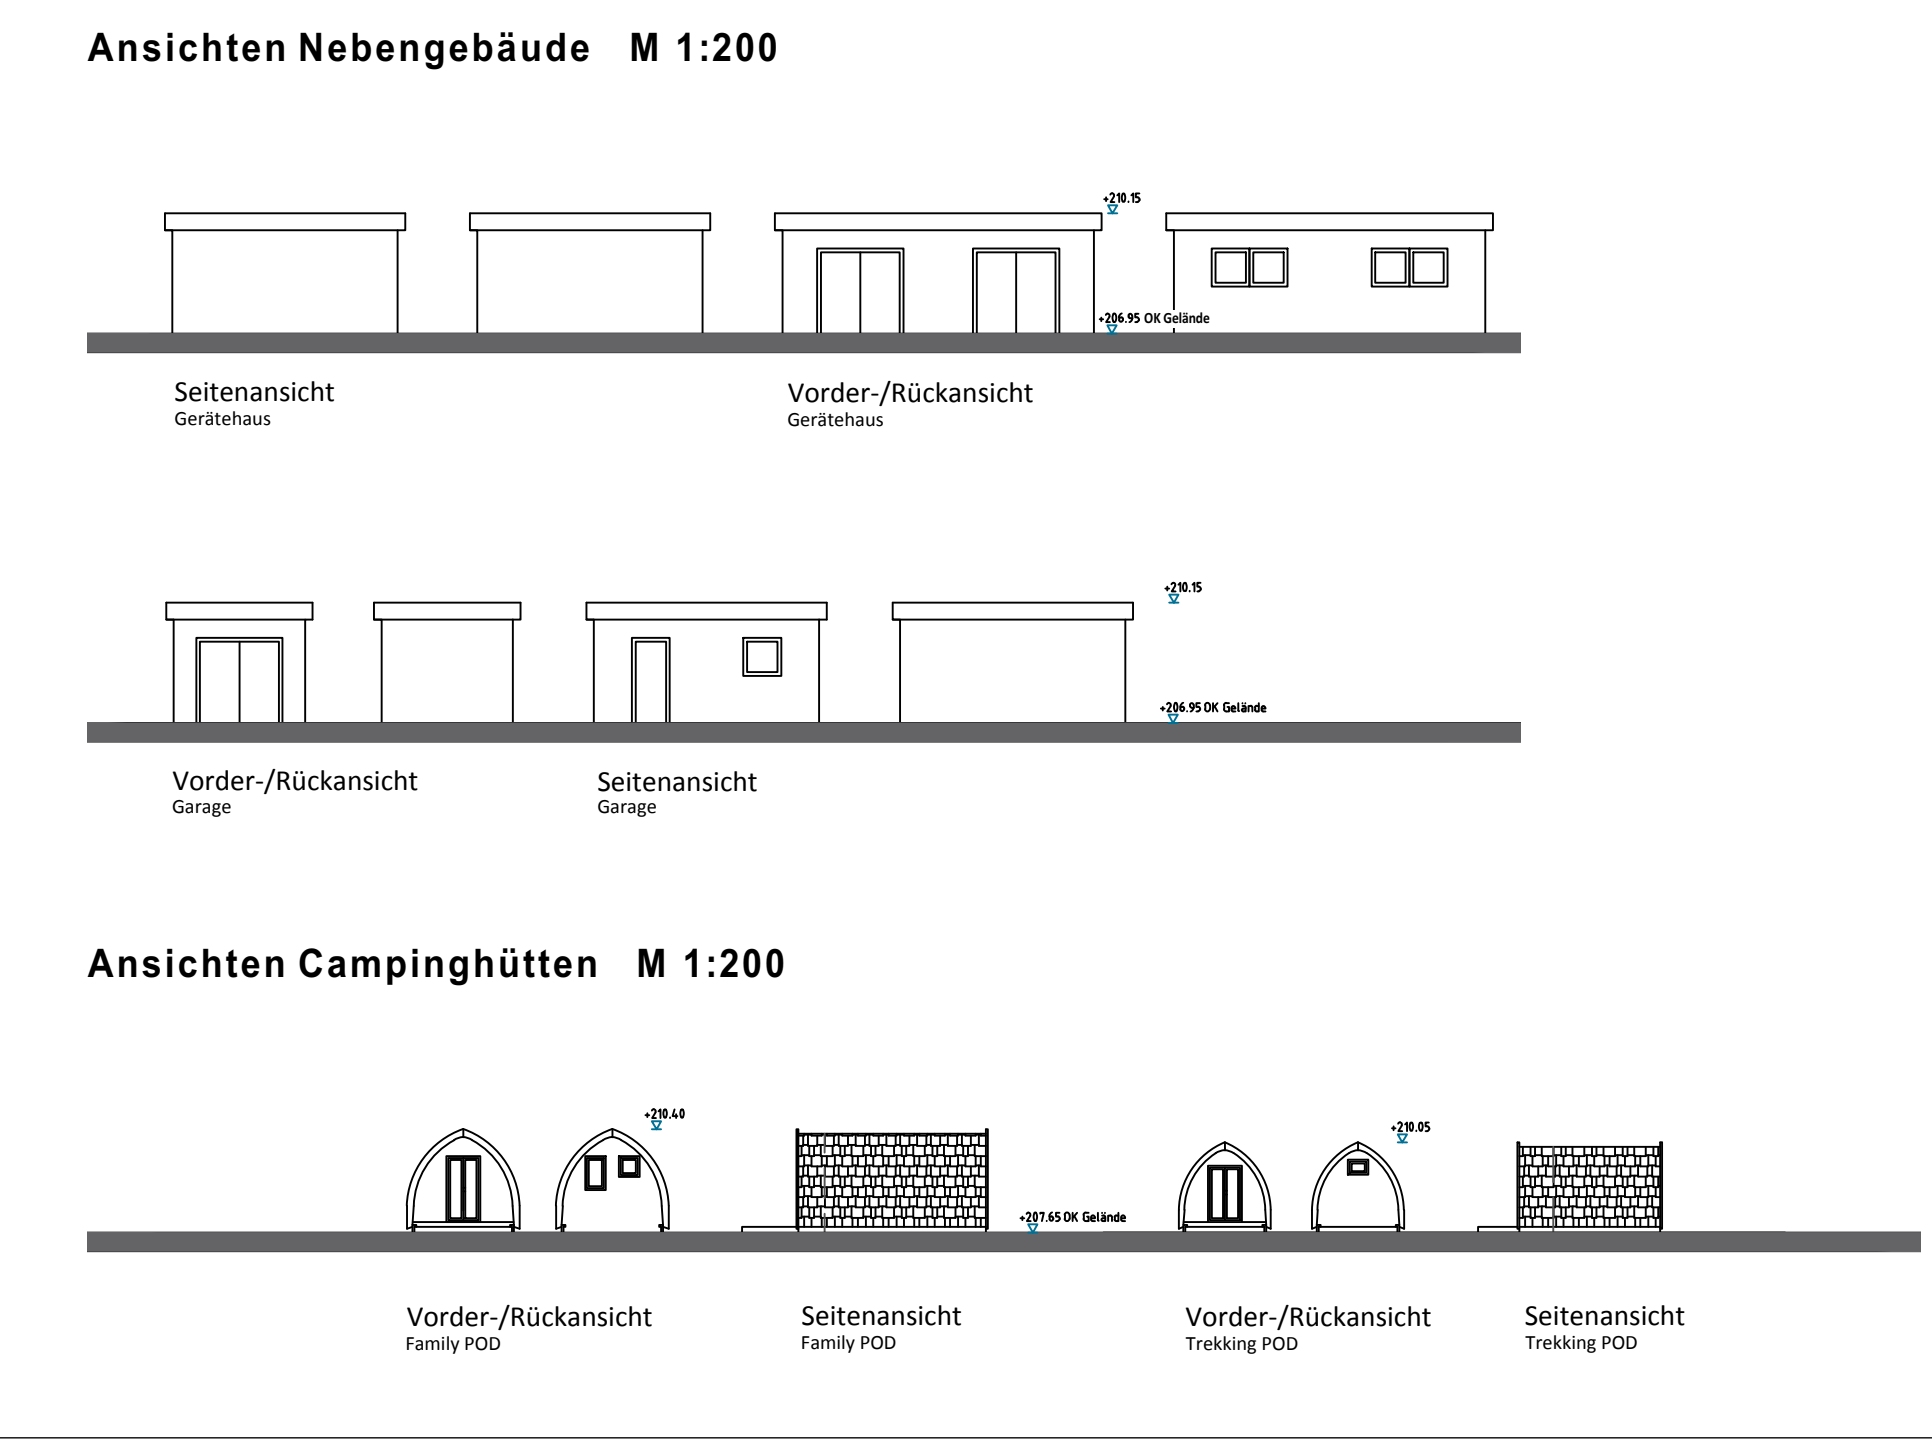 Ansichten Nebengebäude M 1:200
+210.15
+206.95 OK Gelände
Seitenansicht
Gerätehaus
Vorder-/Rückansicht
Gerätehaus
+210.15
+206.95 OK Gelände
Vorder-/Rückansicht
Garage
Seitenansicht
Garage
Ansichten Campinghütten M 1:200
+210.40
+210.05
+207.65 OK Gelände
Vorder-/Rückansicht
Family POD
Seitenansicht
Family POD
Vorder-/Rückansicht
Trekking POD
Seitenansicht
Trekking POD